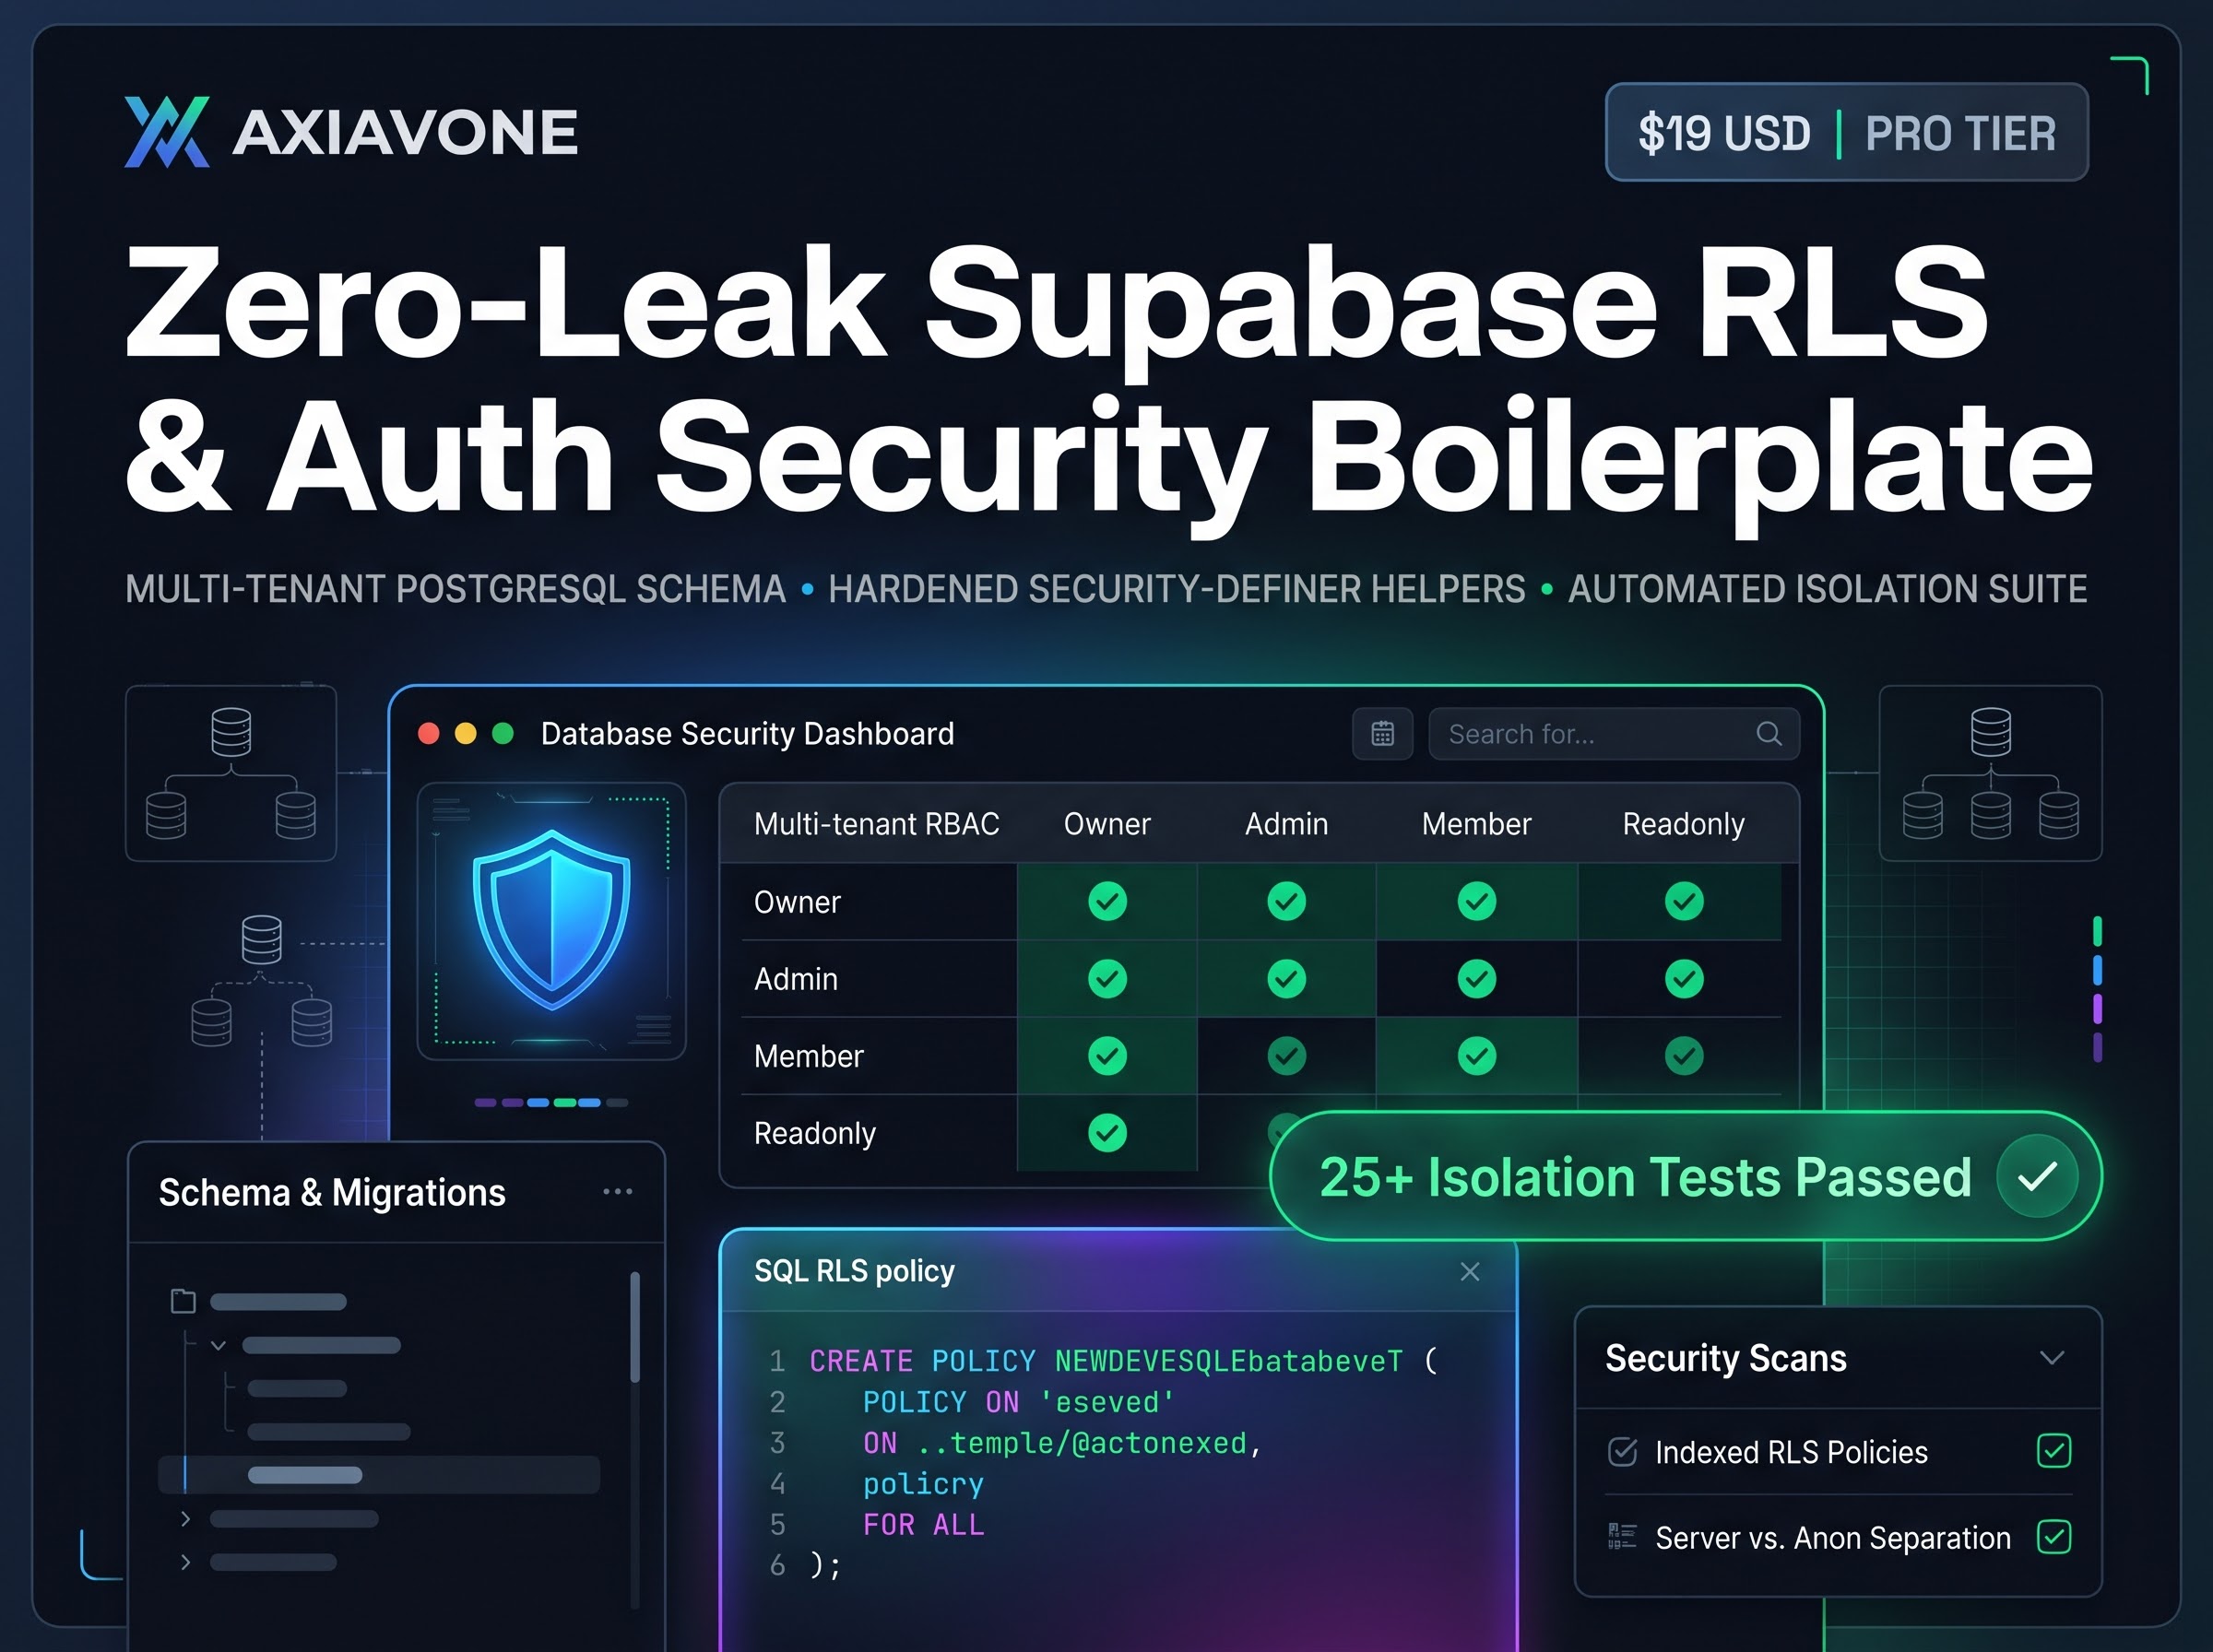 AXIAVONE
$19 USD | PRO TIER
Zero-Leak Supabase RLS
& Auth Security Boilerplate
MULTI-TENANT POSTGRESQL SCHEMA • HARDENED SECURITY-DEFINER HELPERS • AUTOMATED ISOLATION SUITE
Database Security Dashboard
Search for...
Multi-tenant RBAC Owner Admin Member Readonly
Owner
Admin
Member
Readonly
25+ Isolation Tests Passed
Schema & Migrations
SQL RLS policy
1 CREATE POLICY NEWDEVESQLEbatabeveT (
2 POLICY ON 'eseved'
3 ON ..temple/@actonexed,
4 policry
5 FOR ALL
6 );
Security Scans
Indexed RLS Policies
Server vs. Anon Separation